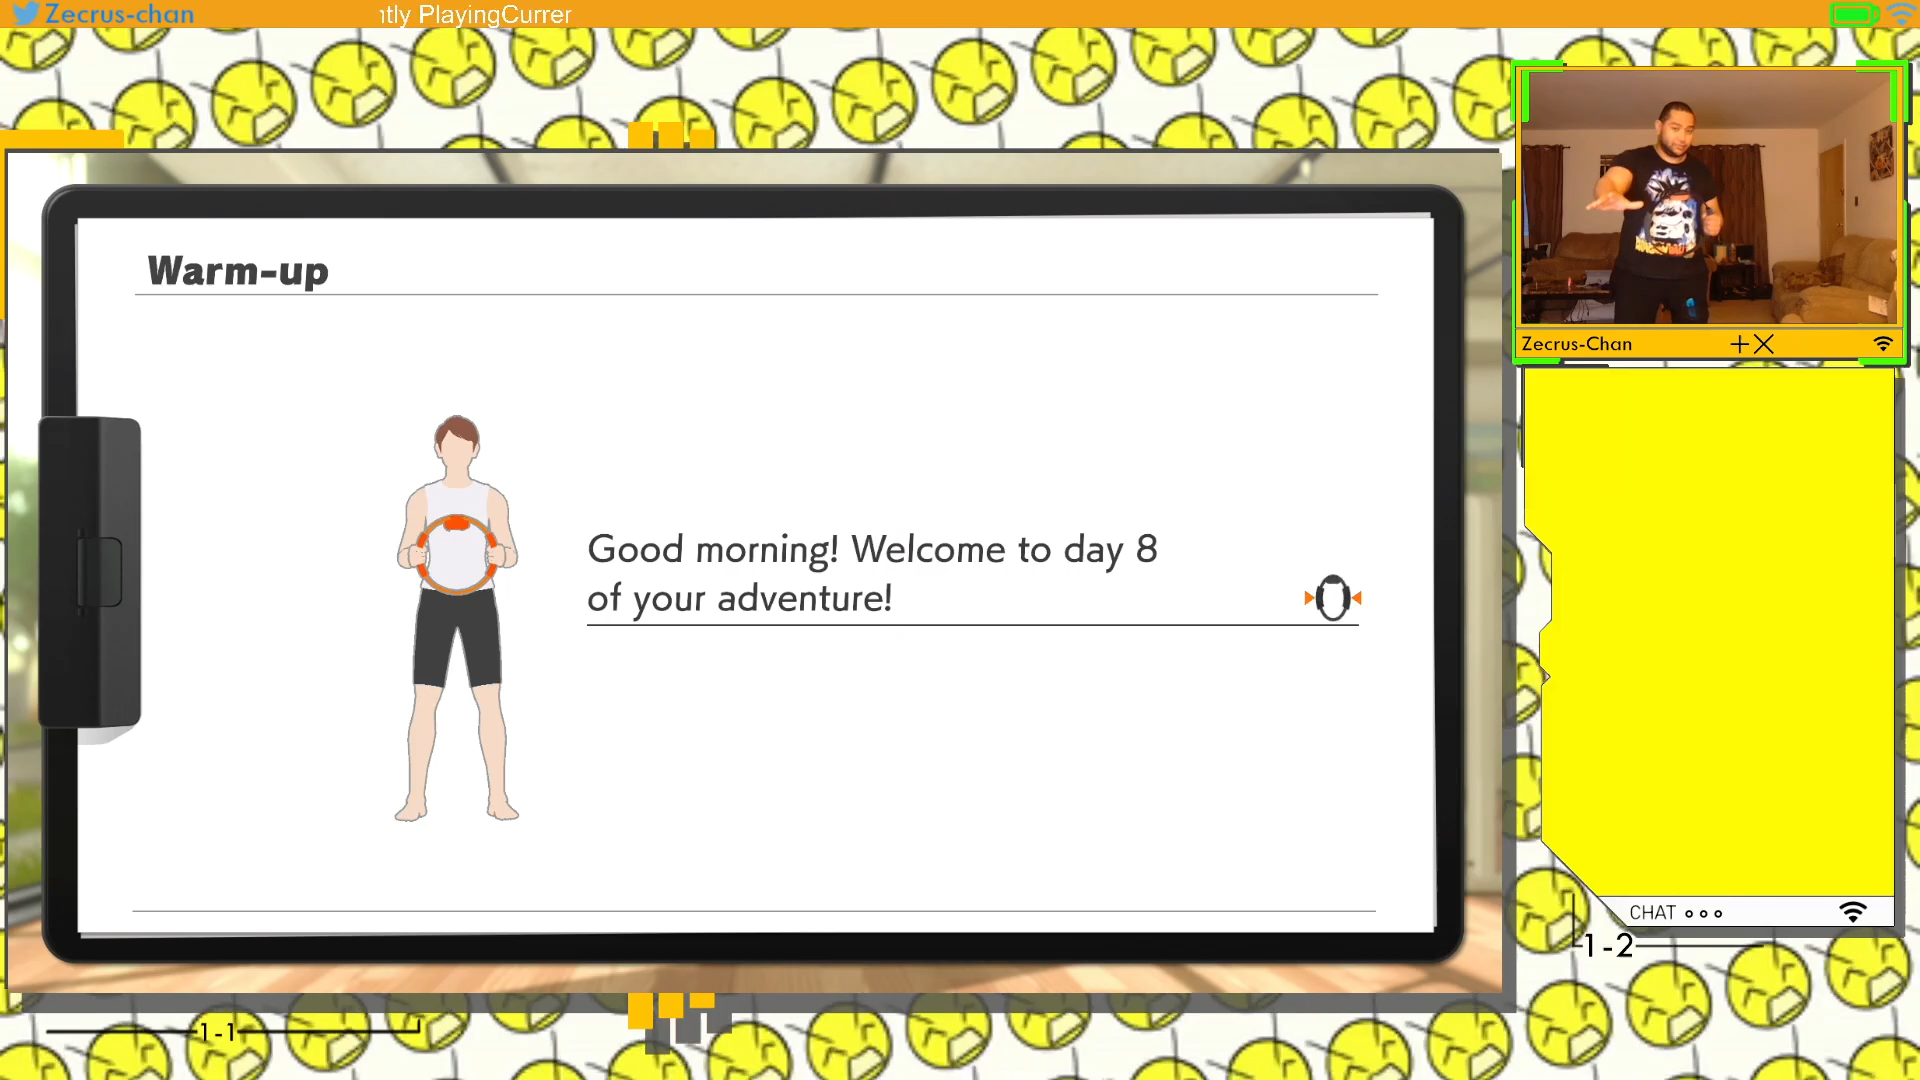 Zecrus-chan
ntly PlayingCurrer
Warm-up
Good morning! Welcome to day 8
of your adventure!
Zecrus-Chan
CHAT
1-2
1-1